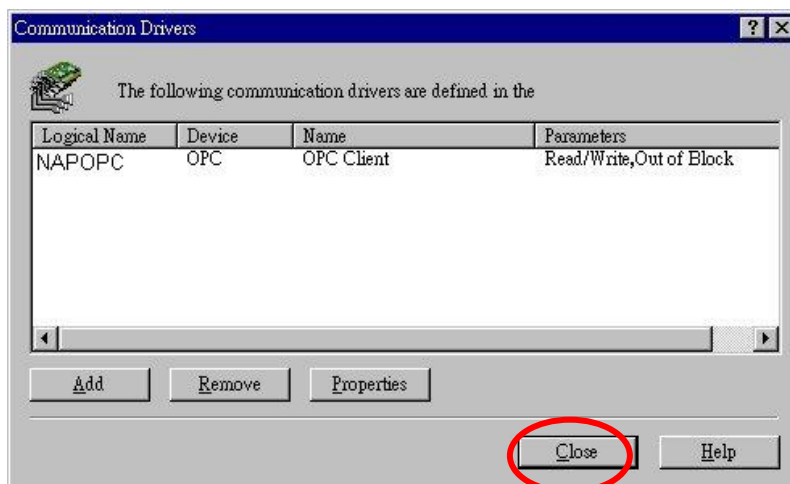 Communication Drivers
The following communication drivers are defined in the
Logical Name Device Name Parameters
NAPOPC OPC OPC Client Read/Write,Out of Block
Add Remove Properties
Close Help